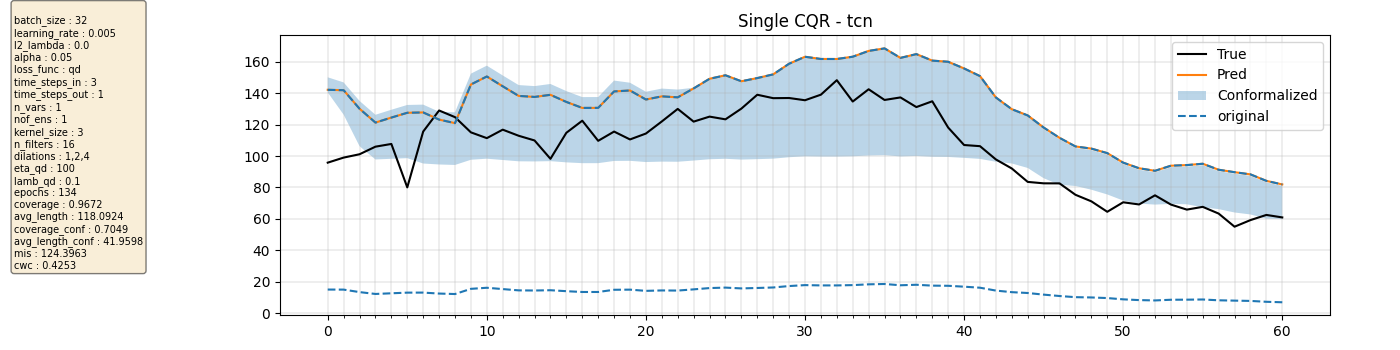 batch_size : 32
learning_rate : 0.005
l2_lambda : 0.0
alpha : 0.05
loss_func : qd
time_steps_in : 3
time_steps_out : 1
n_vars : 1
nof_ens : 1
kernel_size : 3
n_filters : 16
dilations : 1,2,4
eta_qd : 100
lamb_qd : 0.1
epochs : 134
coverage : 0.9672
avg_length : 118.0924
coverage_conf : 0.7049
avg_length_conf : 41.9598
mis : 124.3963
cwc : 0.4253
Single CQR - tcn
160
140
120
100
80
60
40
20
0
0 10 20 30 40 50 60
True
Pred
Conformalized
original